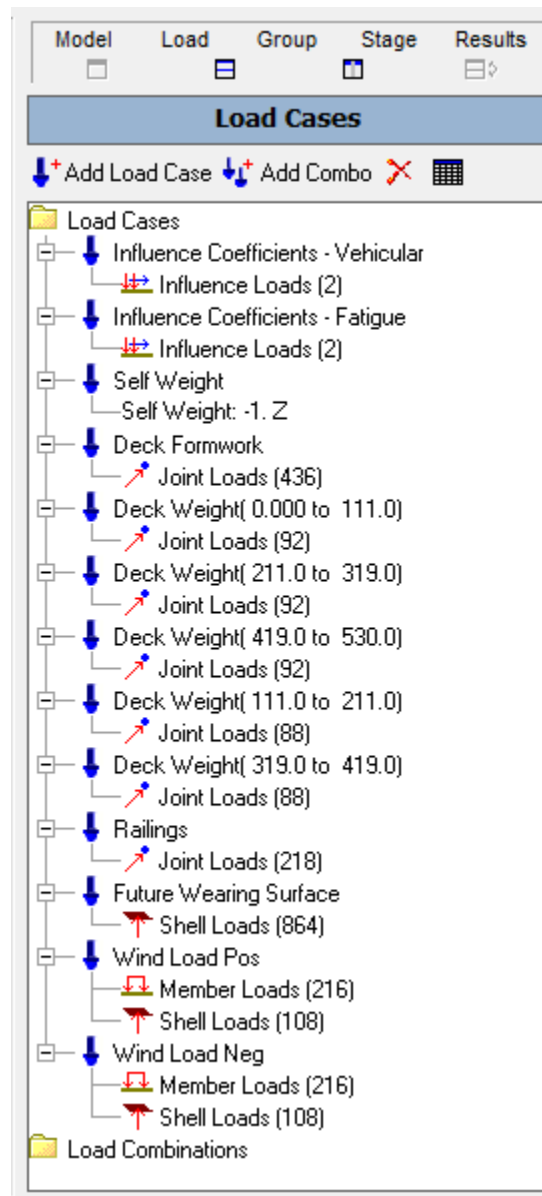 Model Load Group Stage Results
Load Cases
Add Load Case Add Combo
Load Cases
Influence Coefficients - Vehicular
Influence Loads (2)
Influence Coefficients - Fatigue
Influence Loads (2)
Self Weight
Self Weight: -1. Z
Deck Formwork
Joint Loads (436)
Deck Weight( 0.000 to 111.0)
Joint Loads (92)
Deck Weight( 211.0 to 319.0)
Joint Loads (92)
Deck Weight( 419.0 to 530.0)
Joint Loads (92)
Deck Weight( 111.0 to 211.0)
Joint Loads (88)
Deck Weight( 319.0 to 419.0)
Joint Loads (88)
Railings
Joint Loads (218)
Future Wearing Surface
Shell Loads (864)
Wind Load Pos
Member Loads (216)
Shell Loads (108)
Wind Load Neg
Member Loads (216)
Shell Loads (108)
Load Combinations